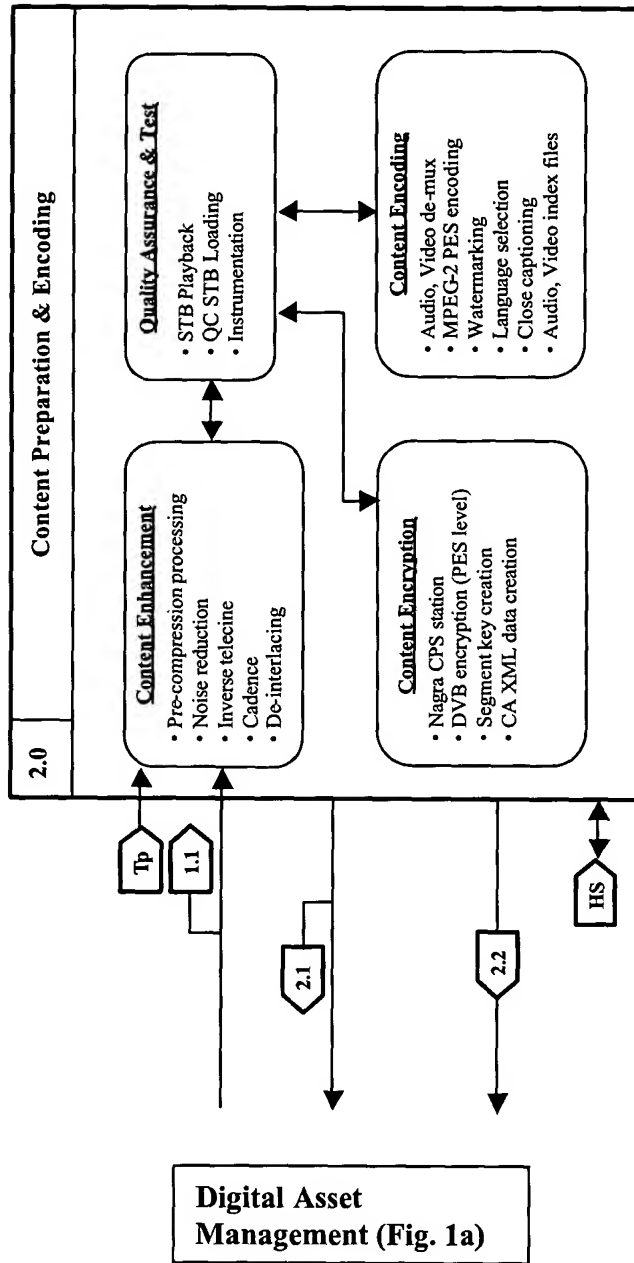 2.0
Content Preparation & Encoding
Content Enhancement
• Pre-compression processing
• Noise reduction
• Inverse telecine
• Cadence
• De-interlacing
Quality Assurance & Test
• STB Playback
• QC STB Loading
• Instrumentation
Content Encryption
• Nagra CPS station
• DVB encryption (PES level)
• Segment key creation
• CA XML data creation
Content Encoding
• Audio, Video de-mux
• MPEG-2 PES encoding
• Watermarking
• Language selection
• Close captioning
• Audio, Video index files
Tp
1.1
2.1
2.2
HS
Digital Asset
Management (Fig. 1a)